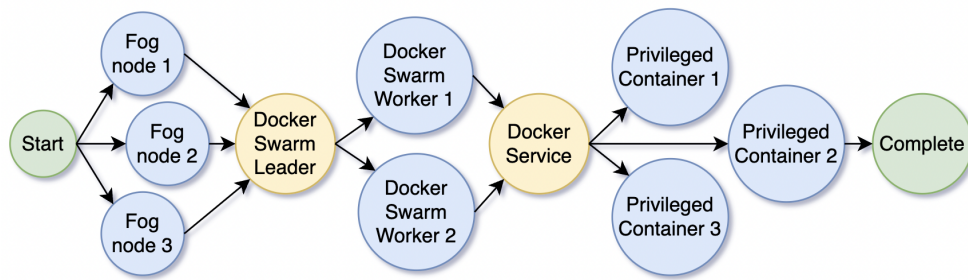 Start
Fog
node 1
Fog
node 2
Fog
node 3
Docker
Swarm
Leader
Docker
Swarm
Worker 1
Docker
Swarm
Worker 2
Docker
Service
Privileged
Container 1
Privileged
Container 2
Privileged
Container 3
Complete